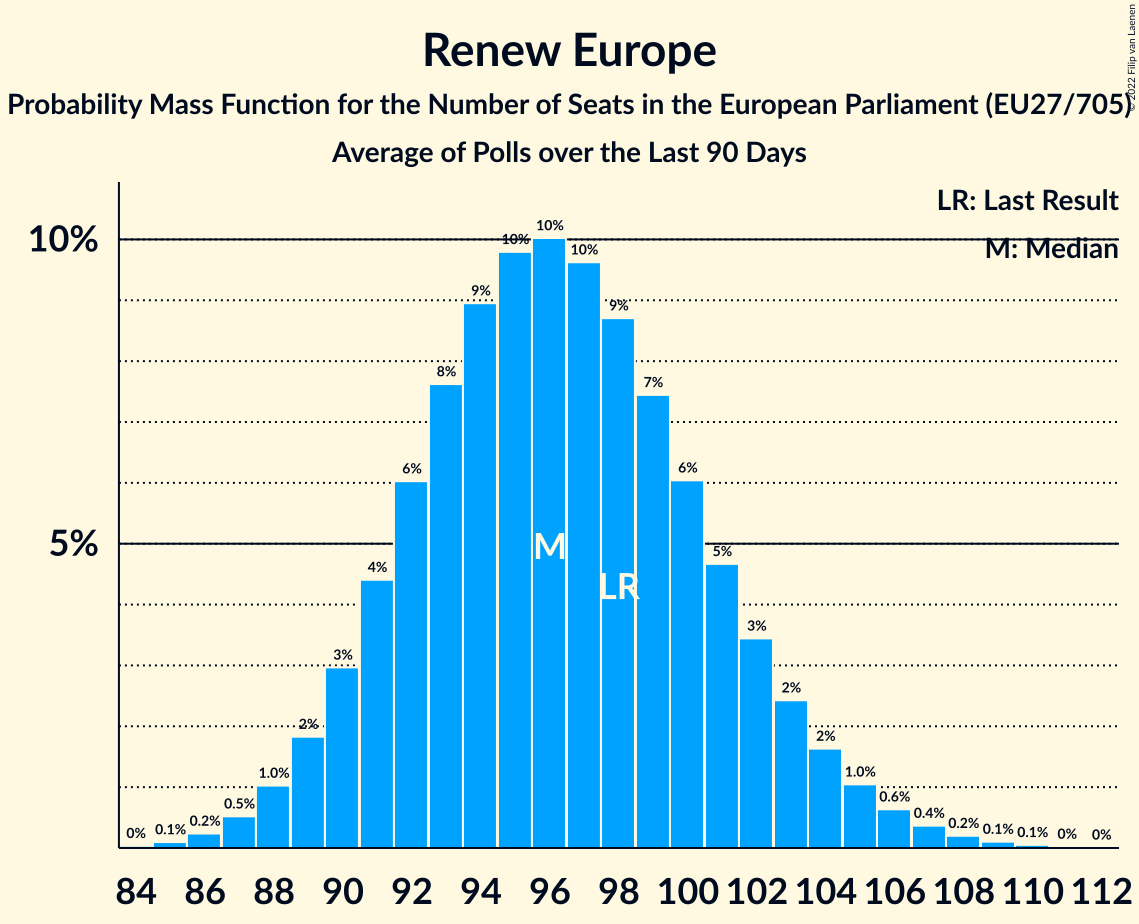 Renew Europe
© 2022 Filip van Laenen
Probability Mass Function for the Number of Seats in the European Parliament (EU27/705)
Average of Polls over the Last 90 Days
LR: Last Result
M: Median
10%
5%
0% 0.1% 0.2% 0.5% 1.0% 2% 3% 4% 6% 8% 9% 10% 10% 10% 9% 7% 6% 5% 3% 2% 2% 1.0% 0.6% 0.4% 0.2% 0.1% 0.1% 0% 0%
M
LR
84 86 88 90 92 94 96 98 100 102 104 106 108 110 112